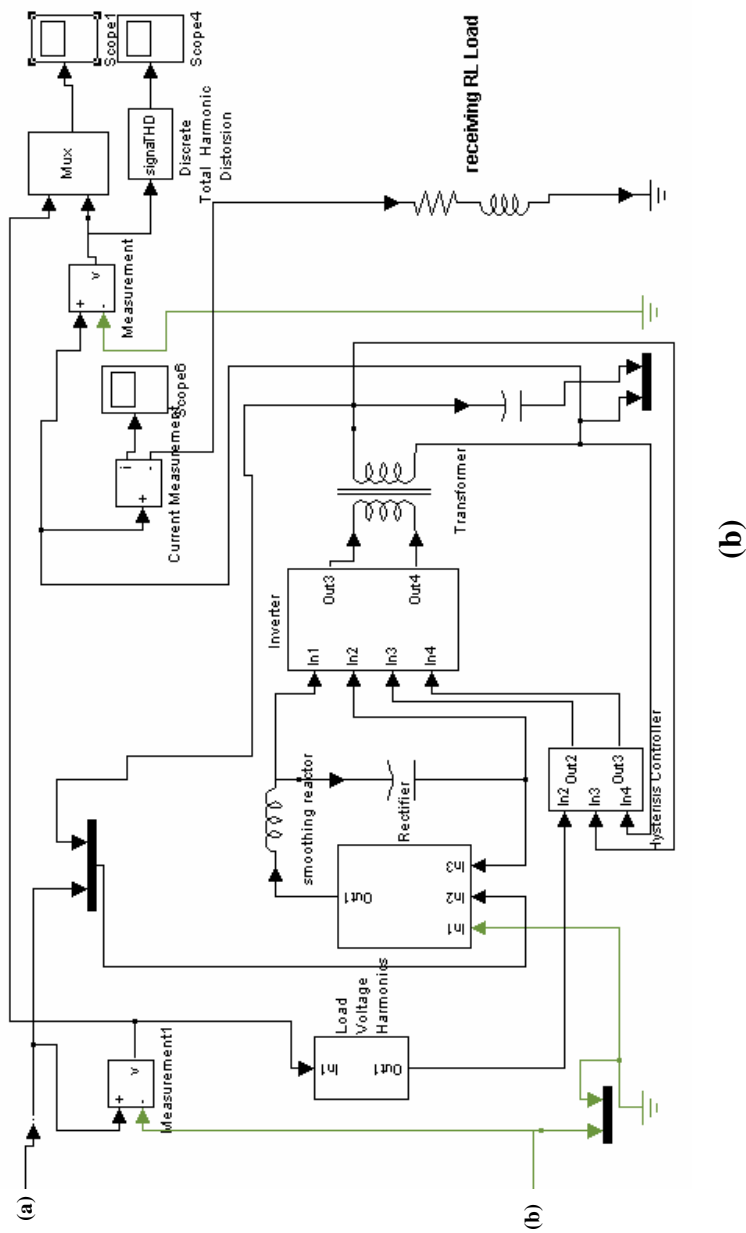 Scope1
Scope4
Mux
signalTHD
Discrete
Total Harmonic
Distorsion
receiving RL Load
+
-
v
Measurement
Scope6
+
i
-
Current Measurement
Out3
Out4
Transformer
Inverter
In1
In2
In3
In4
smoothing reactor
Rectifier
Out1
In1
In2
In3
Out2
Out3
In2
In3
In4
Hysterisis Controller
Load
Voltage
Harmonics
In1
Out1
+
-
v
Measurement1
(a)
(b)
(b)